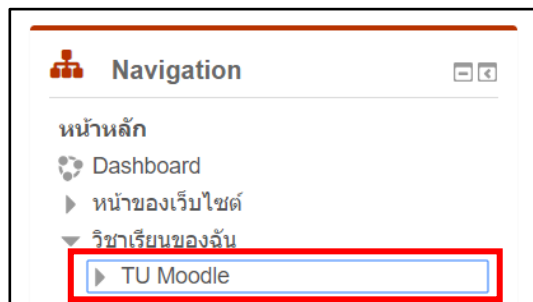 Navigation
หน้าหลัก
Dashboard
หน้าของเว็บไซต์
วิชาเรียนของฉัน
TU Moodle